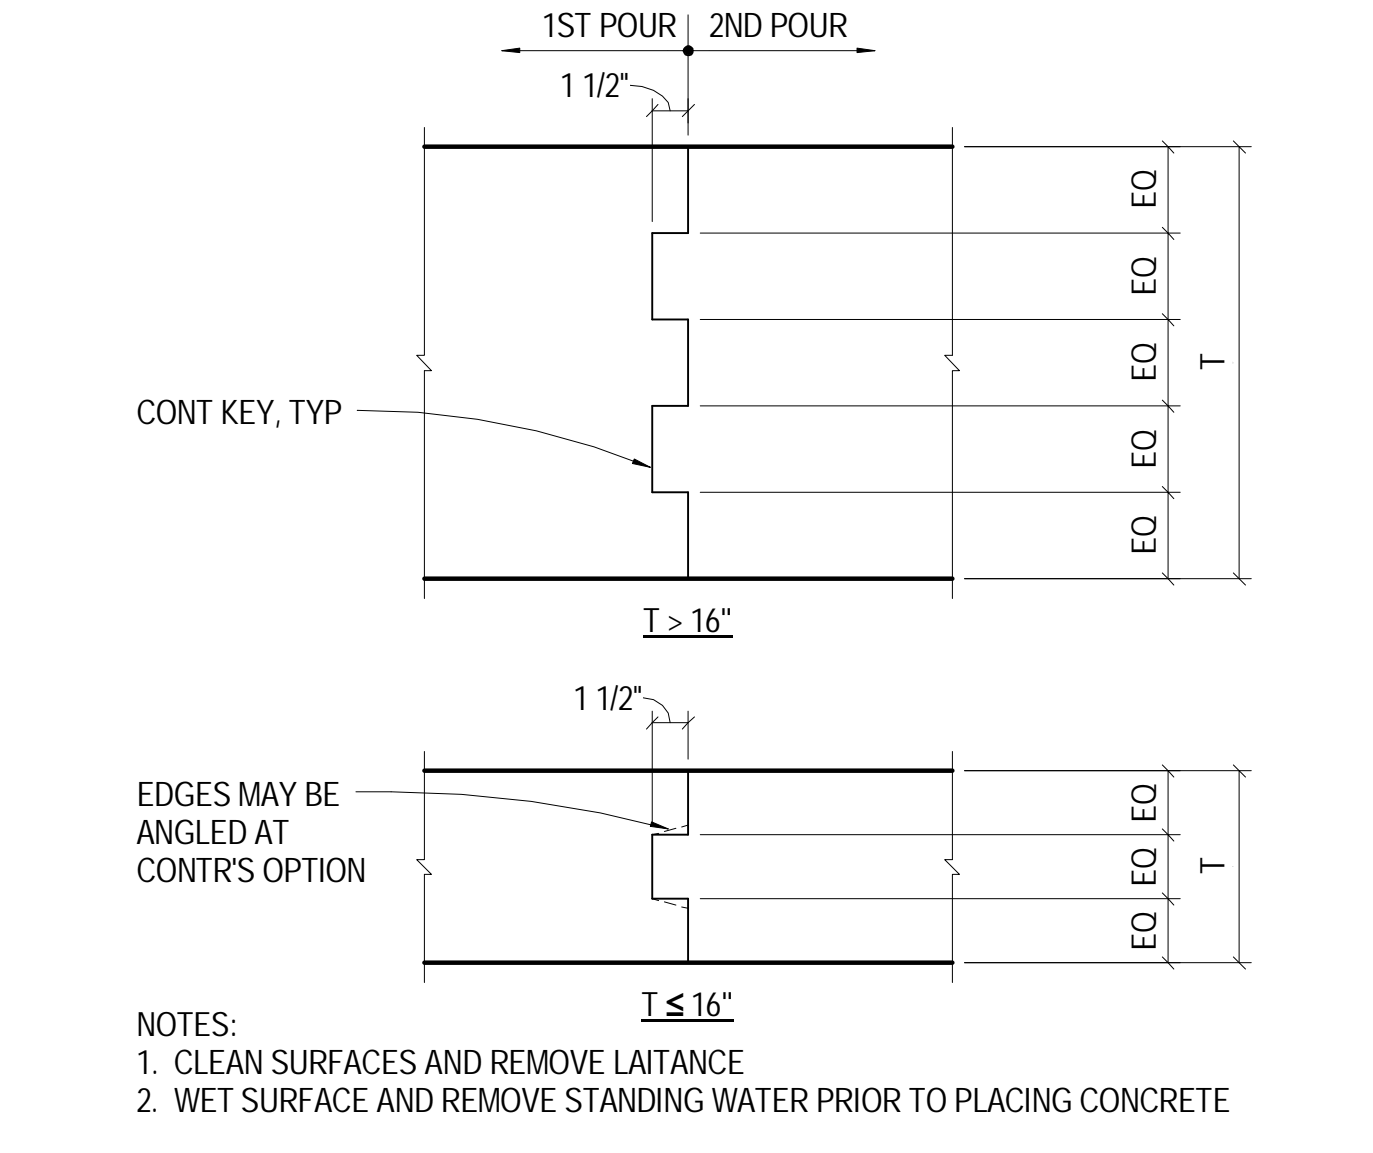 1ST POUR 2ND POUR
1 1/2"
EQ
EQ
EQ
T
CONT KEY, TYP
EQ
EQ
T > 16"
1 1/2"
EDGES MAY BE
ANGLED AT
CONTR'S OPTION
EQ
EQ
T
EQ
T ≤ 16"
NOTES:
1. CLEAN SURFACES AND REMOVE LAITANCE
2. WET SURFACE AND REMOVE STANDING WATER PRIOR TO PLACING CONCRETE